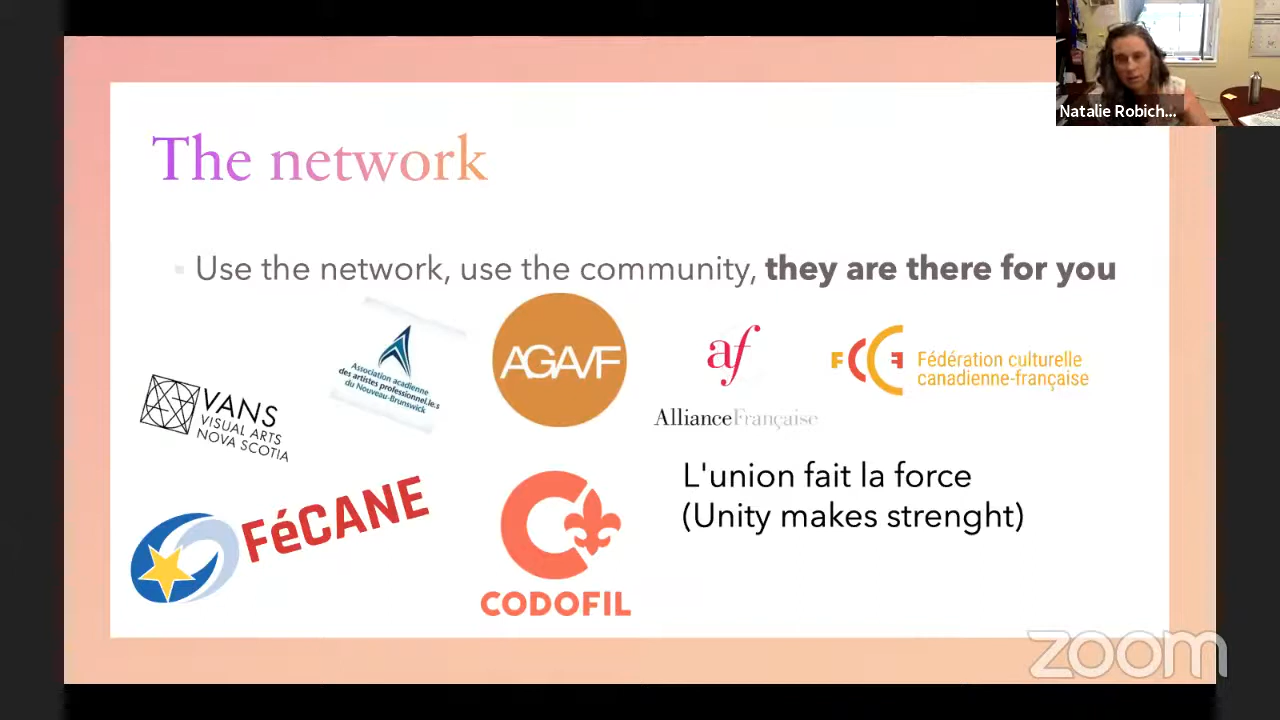 Natalie Robich...
The network
Use the network, use the community, they are there for you
VANS
VISUAL ARTS
NOVA SCOTIA
Association acadienne
des artistes professionnel.le.s
du Nouveau-Brunswick
AGAVF
af
AllianceFrançaise
FCCF
Fédération culturelle
canadienne-française
L'union fait la force
(Unity makes strenght)
FéCANE
CODOFIL
zoom